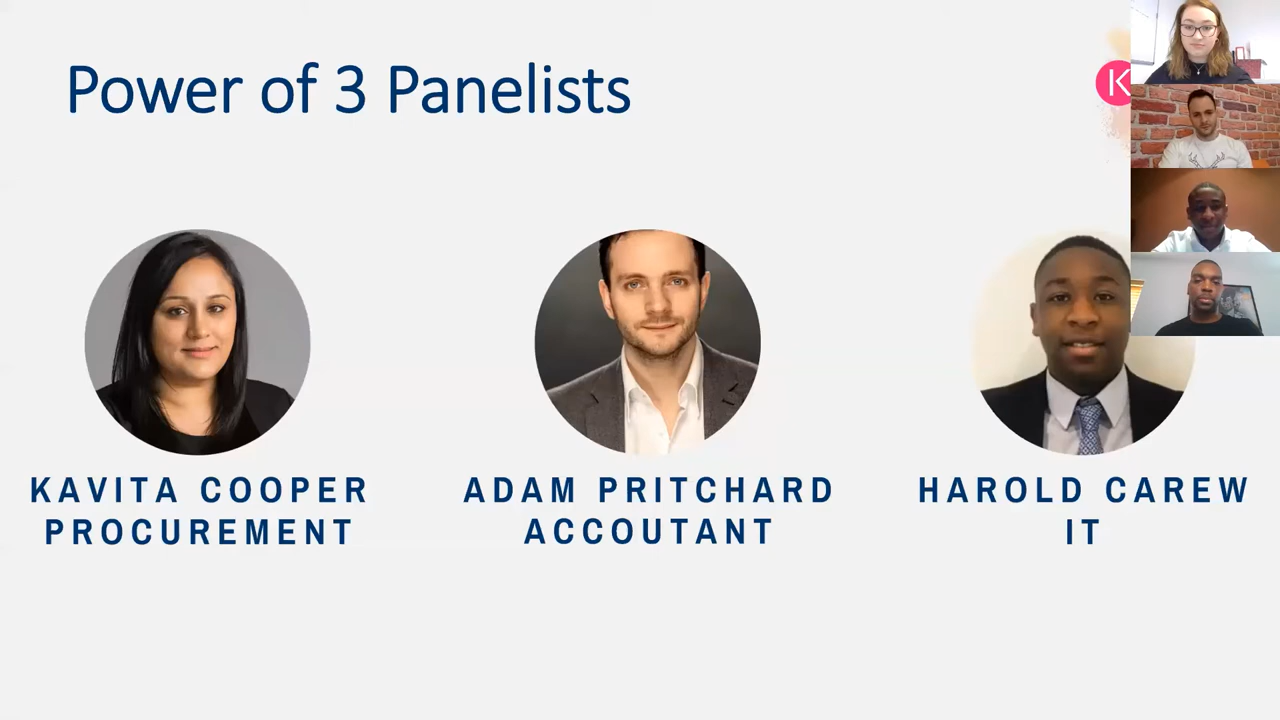 Power of 3 Panelists
K
KAVITA COOPER
PROCUREMENT
ADAM PRITCHARD
ACCOUTANT
HAROLD CAREW
IT